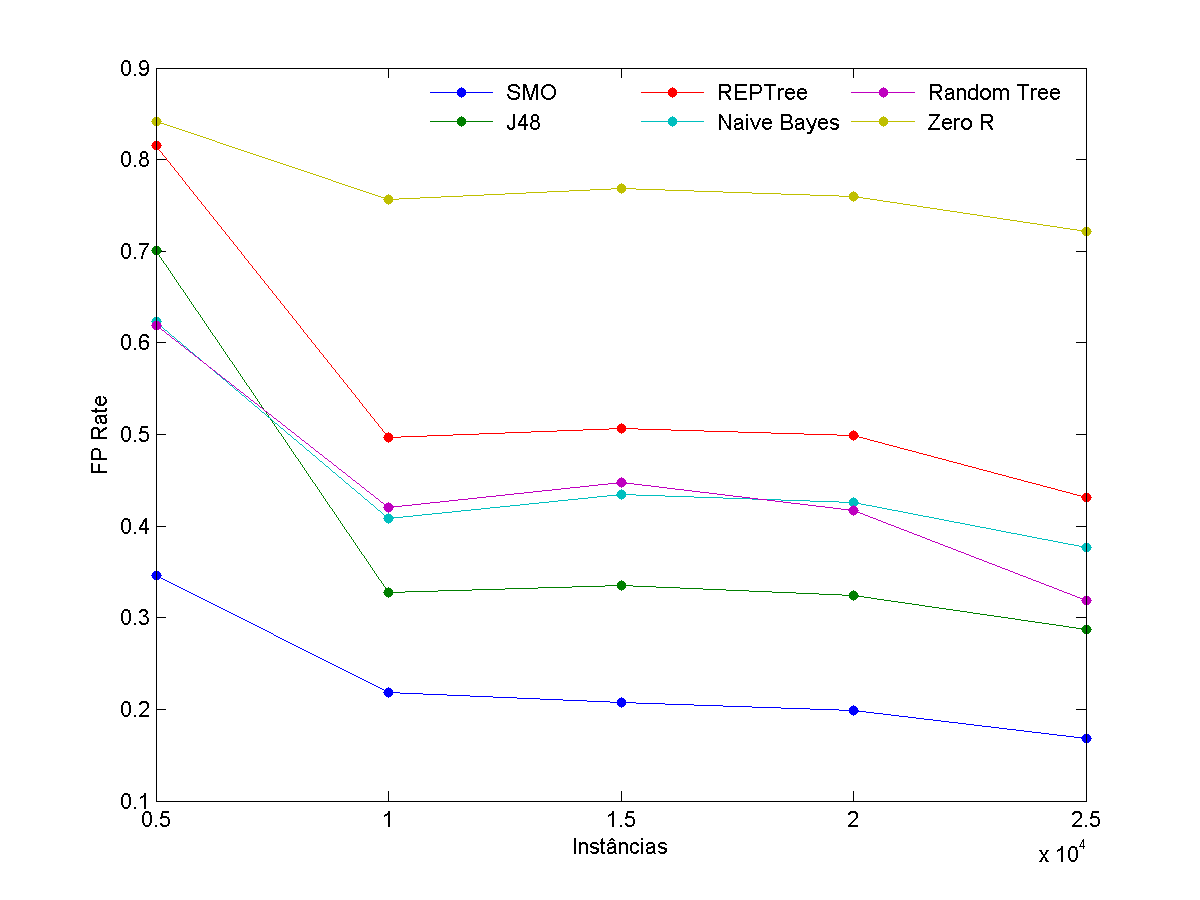 0.9
SMO REPTree Random Tree
J48 Naive Bayes Zero R
0.8
0.7
0.6
0.5
FP Rate
0.4
0.3
0.2
0.1
0.5 1 1.5 2 2.5
Instâncias
x 10^4